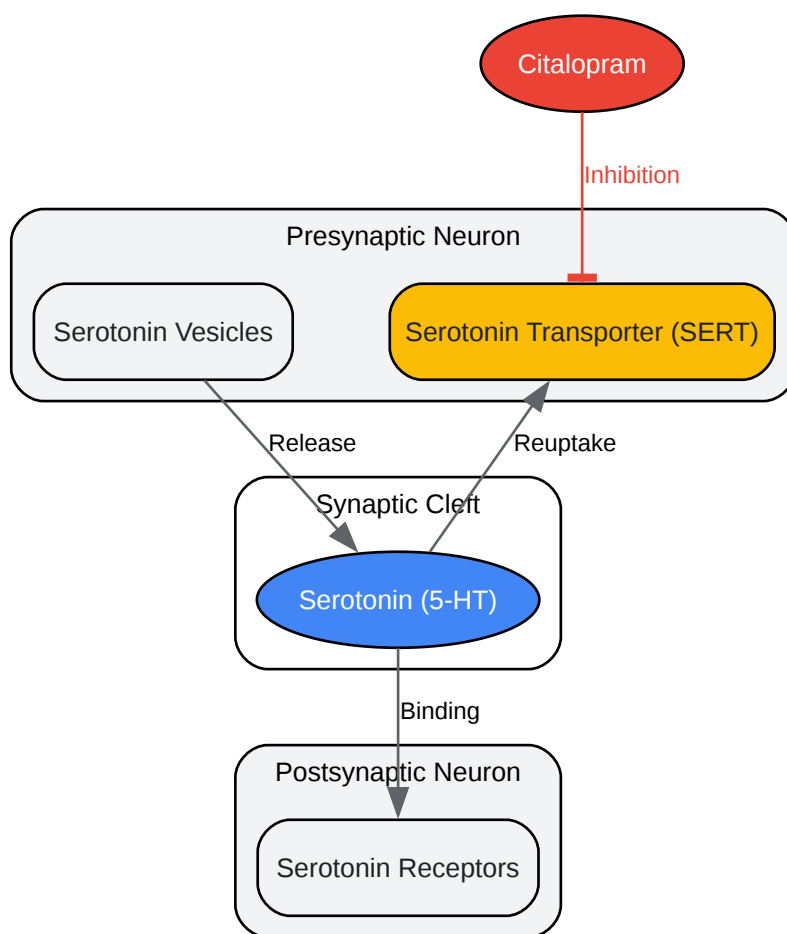 Citalopram
Inhibition
Presynaptic Neuron
Serotonin Vesicles
Serotonin Transporter (SERT)
Release
Reuptake
Synaptic Cleft
Serotonin (5-HT)
Binding
Postsynaptic Neuron
Serotonin Receptors